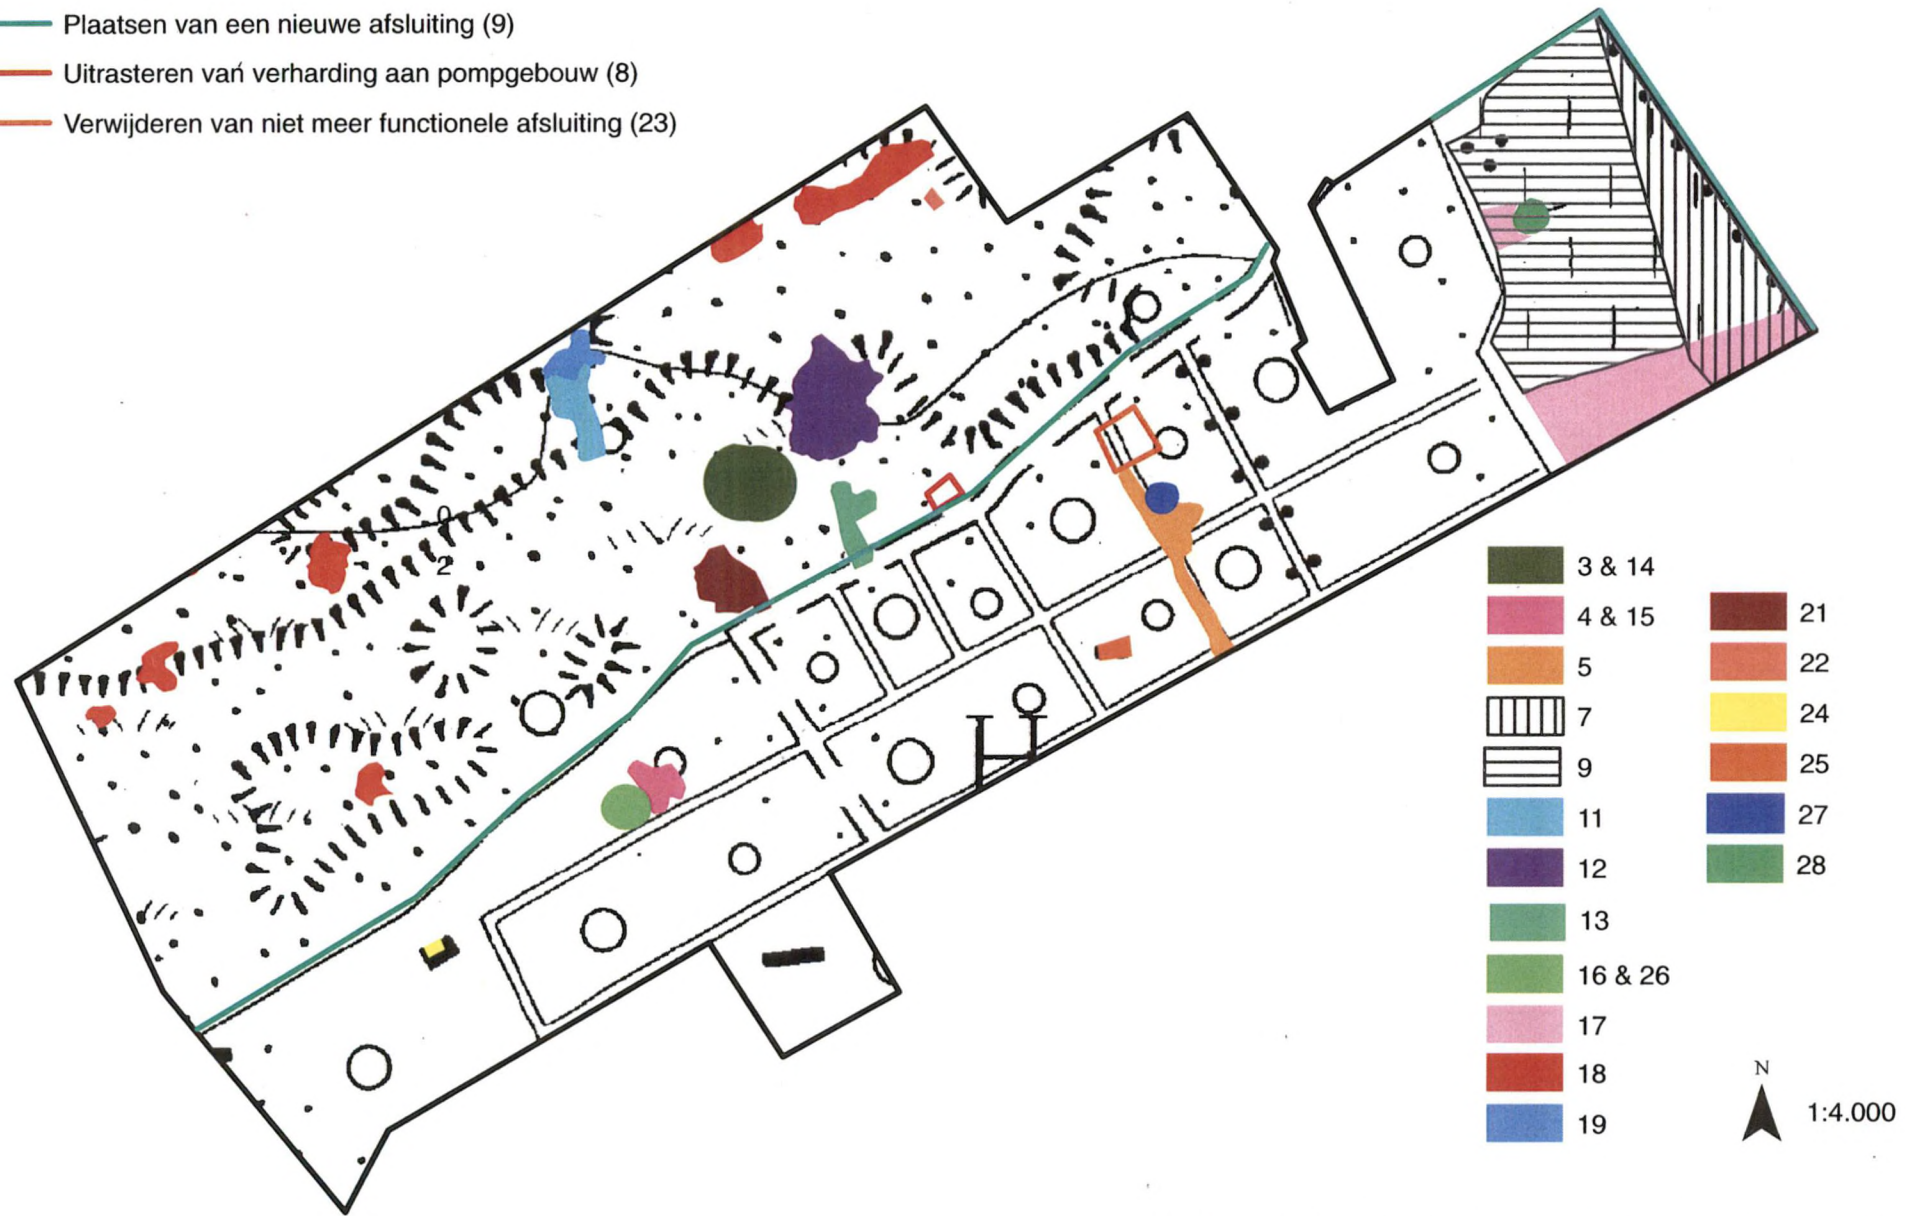 Plaatsen van een nieuwe afsluiting (9)
Uitrasteren van verharding aan pompgebouw (8)
Verwijderen van niet meer functionele afsluiting (23)
0
2
3 & 14
4 & 15
5
7
9
11
12
13
16 & 26
17
18
19
21
22
24
25
27
28
N
1:4.000